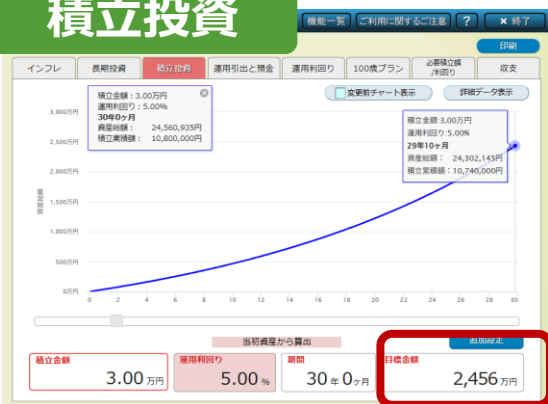 積立投資
機能一覧 ご利用に関するご注意 ? × 終了
印刷
インフレ 長期投資 積立投資 運用引出と預金 運用利回り 100歳プラン 必要積立額/利回り 収支
変更前チャート表示 詳細データ表示
積立金額：3.00万円
運用利回り：5.00%
30年0ヶ月
資産総額： 24,560,935円
積立累積額：10,800,000円
積立金額:3.00万円
運用利回り:5.00%
29年10ヶ月
資産総額： 24,302,145円
積立累積額：10,740,000円
資産総額
3,000万円
2,500万円
2,000万円
1,500万円
1,000万円
500万円
0万円
0 2 4 6 8 10 12 14 16 18 20 22 24 26 28 30
当初資産から算出
追加設定
積立金額
3.00 万円
運用利回り
5.00 %
期間
30 年 0 ヶ月
目標金額
2,456 万円